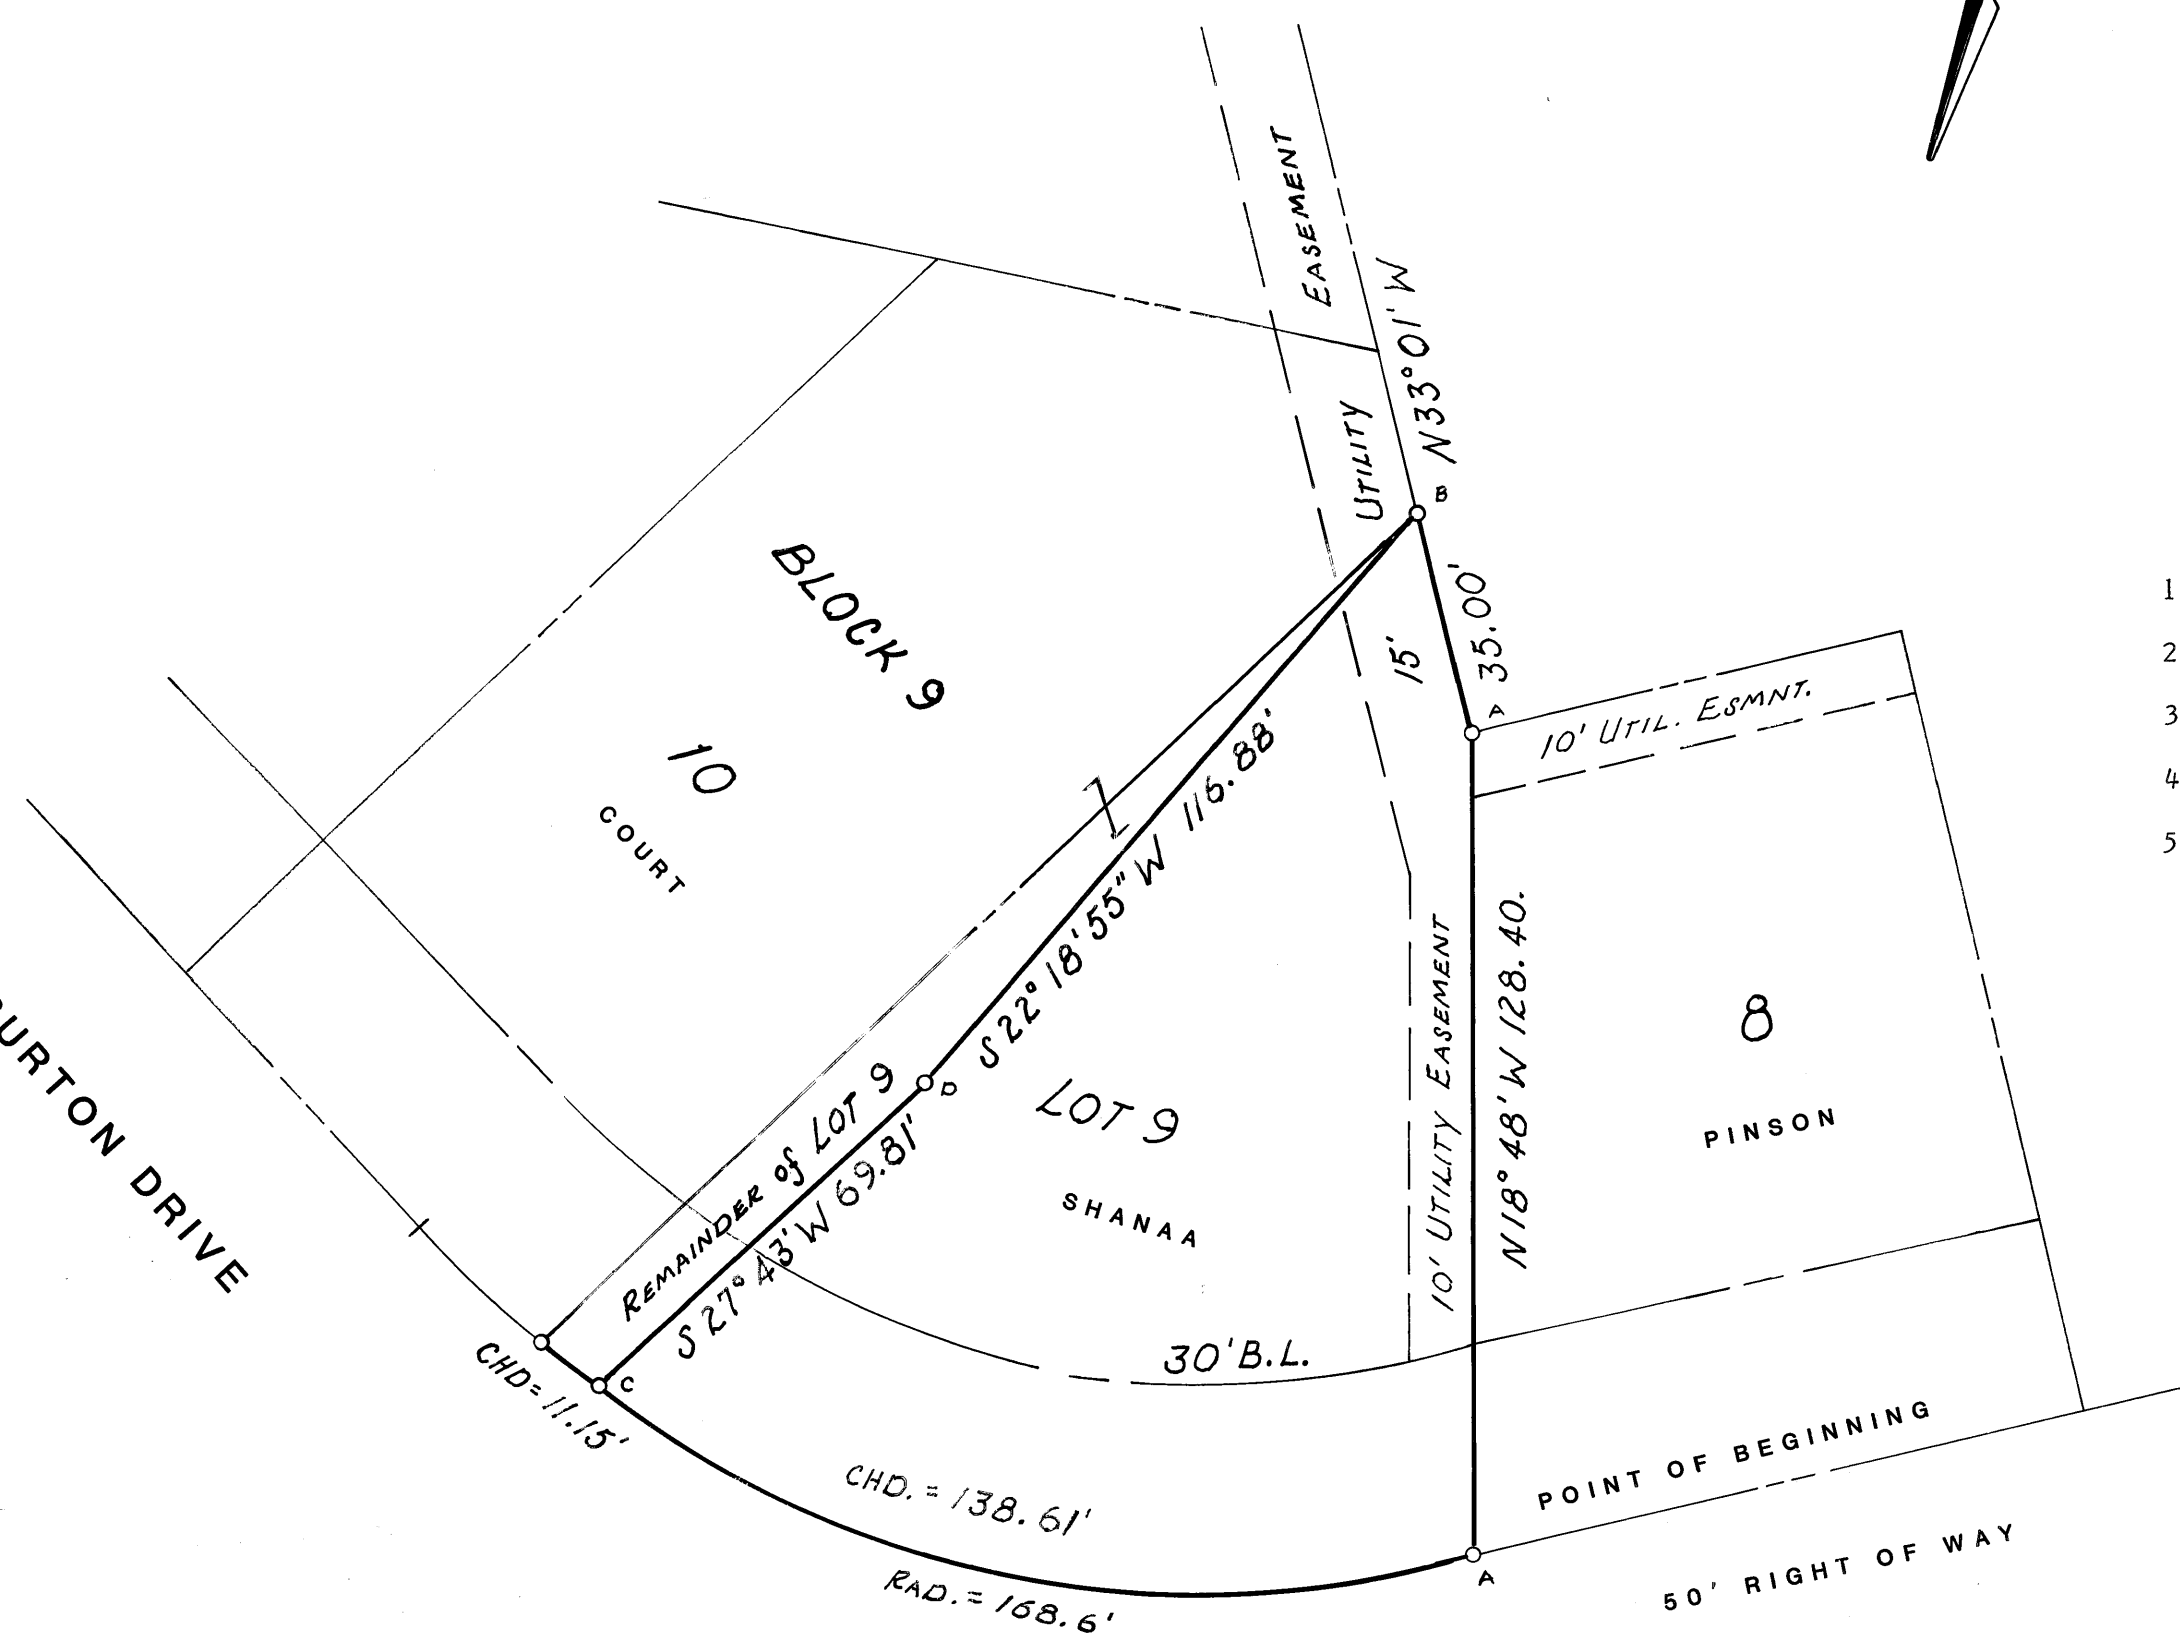 EASEMENT
N33°01'W
UTILITY
B
BLOCK 9
35.00'
15'
1
2
3
4
5
A
10' UTIL. ESMNT.
10
COURT
116.88'
S22°18'55"W
8
PINSON
N18°48'W 128.40.
10' UTILITY EASEMENT
D
LOT 9
SHANAA
REMAINDER of LOT 9
S27°43'W 69.81'
DRIVE
30'B.L.
C
CHD=11.15'
CHD.=138.61'
RAD.=168.6'
POINT OF BEGINNING
A
50' RIGHT OF WAY